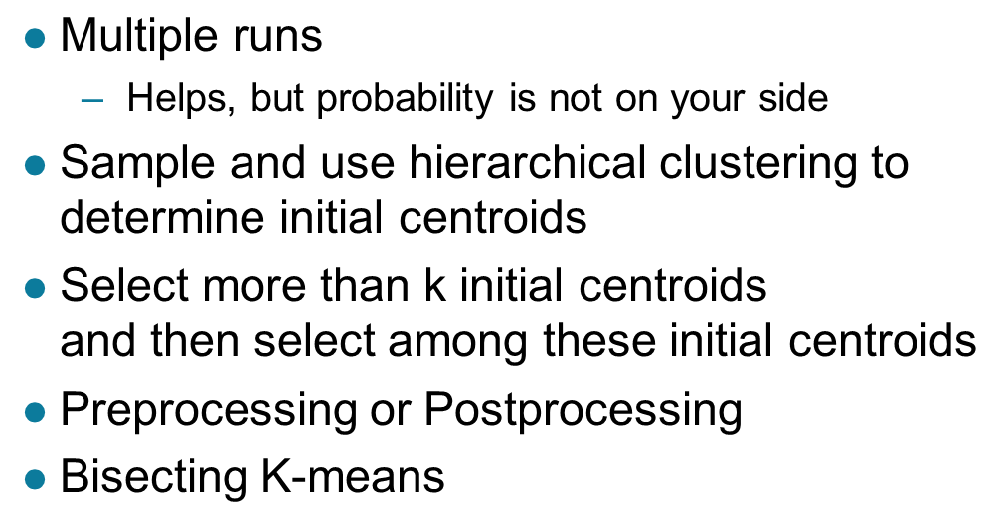 ● Multiple runs
– Helps, but probability is not on your side
● Sample and use hierarchical clustering to
determine initial centroids
● Select more than k initial centroids
and then select among these initial centroids
● Preprocessing or Postprocessing
● Bisecting K-means